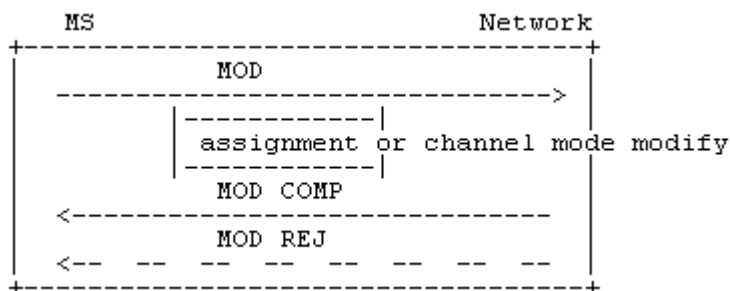 MS Network
MOD
assignment or channel mode modify
MOD COMP
MOD REJ